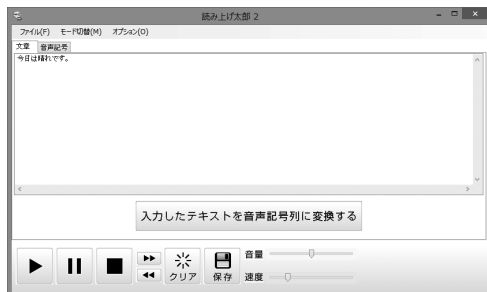 読み上げ太郎 2
ファイル(F) モード切替(M) オプション(O)
文章 音声記号
今日は晴れです。
入力したテキストを音声記号列に変換する
クリア 保存 音量
速度